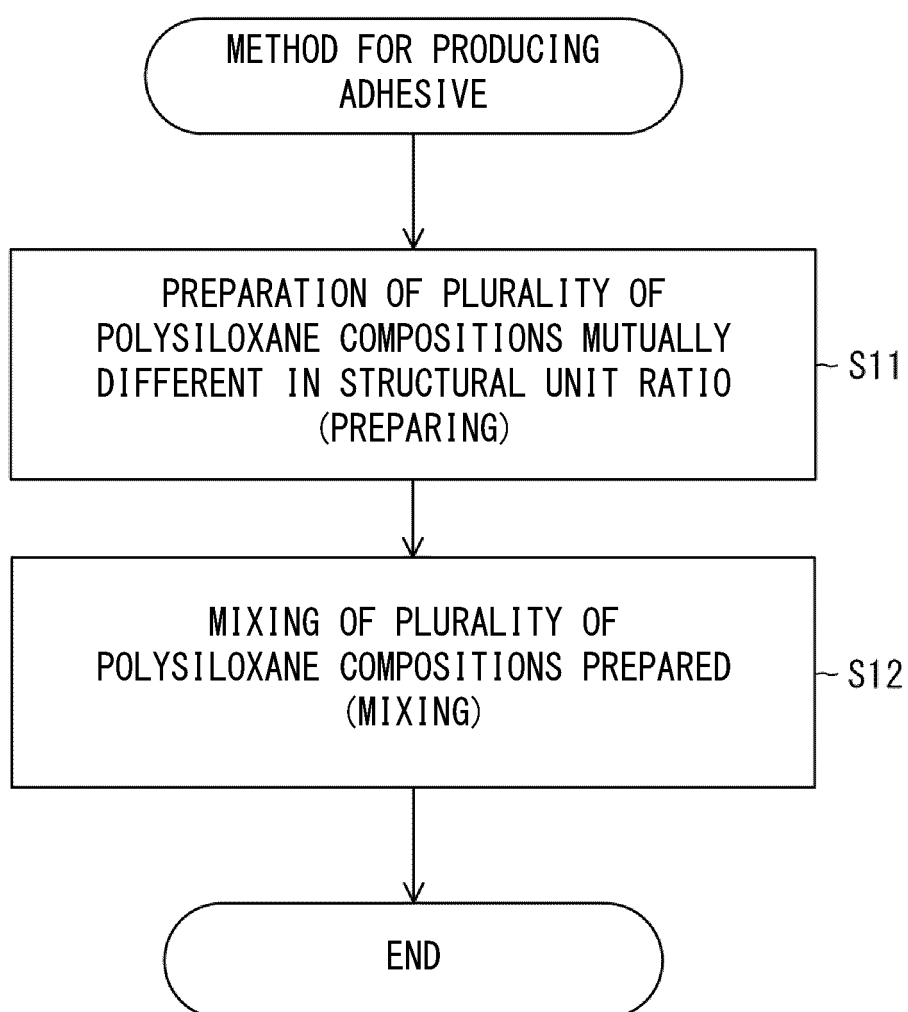 METHOD FOR PRODUCING
ADHESIVE
PREPARATION OF PLURALITY OF
POLYSILOXANE COMPOSITIONS MUTUALLY
DIFFERENT IN STRUCTURAL UNIT RATIO
(PREPARING)
S11
MIXING OF PLURALITY OF
POLYSILOXANE COMPOSITIONS PREPARED
(MIXING)
S12
END